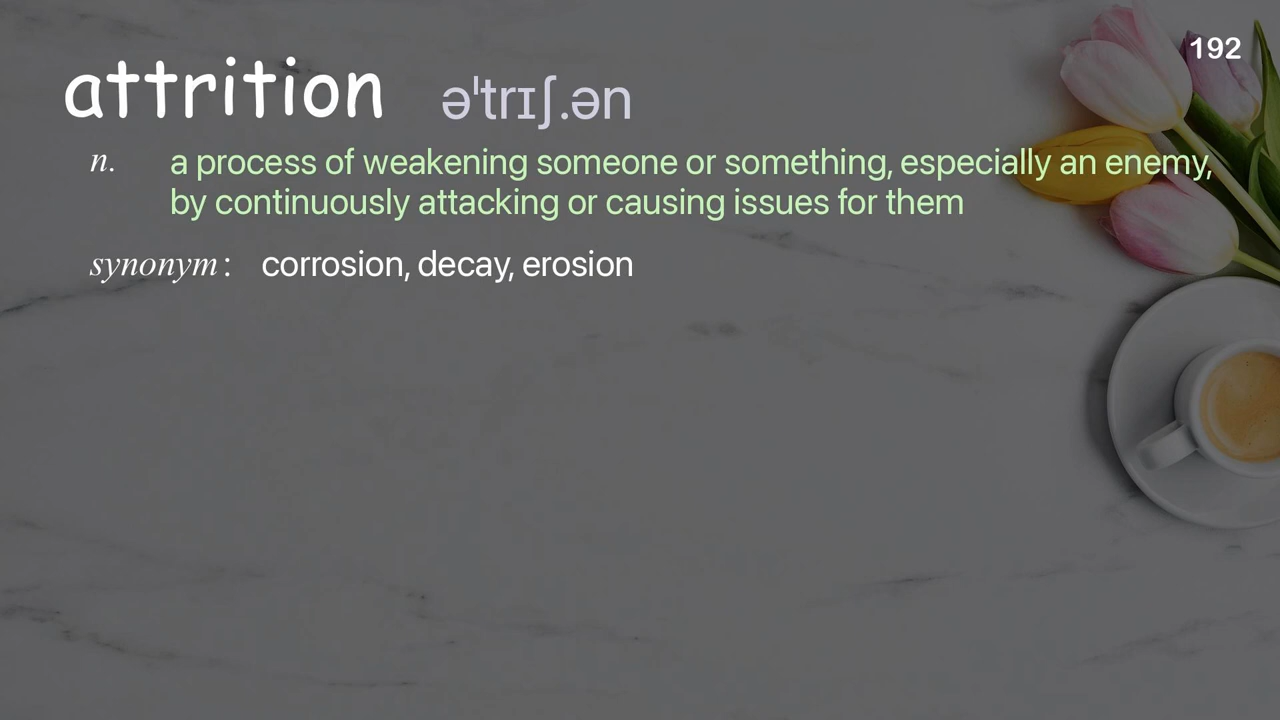 192
attrition əˈtrɪʃ.ən
n. a process of weakening someone or something, especially an enemy,
by continuously attacking or causing issues for them
synonym : corrosion, decay, erosion